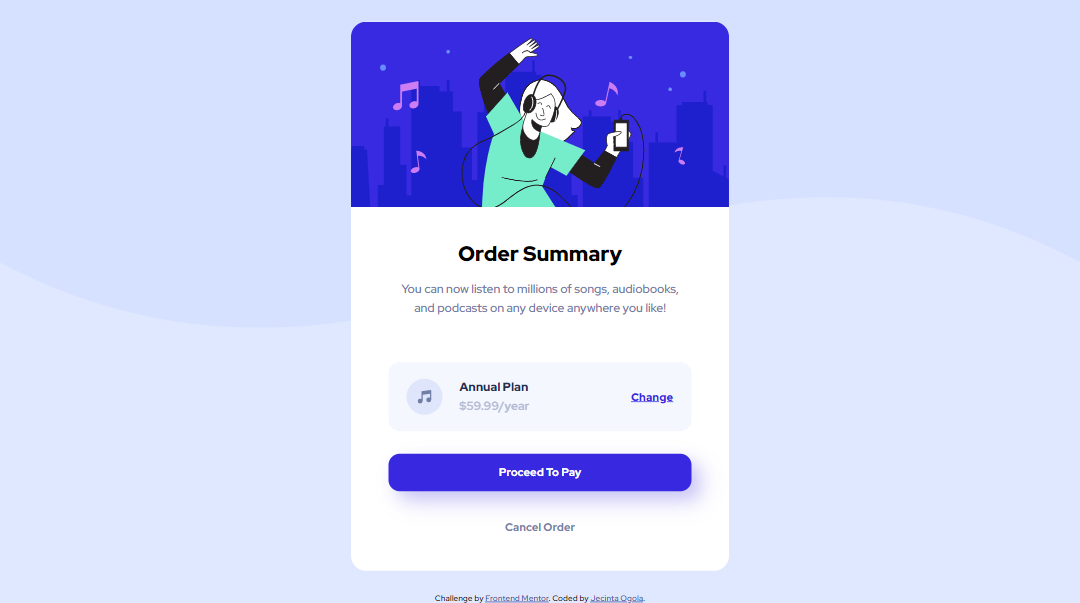 Order Summary
You can now listen to millions of songs, audiobooks,
and podcasts on any device anywhere you like!
Annual Plan
$59.99/year
Change
Proceed To Pay
Cancel Order
Challenge by Frontend Mentor. Coded by Jecinta Ogola.